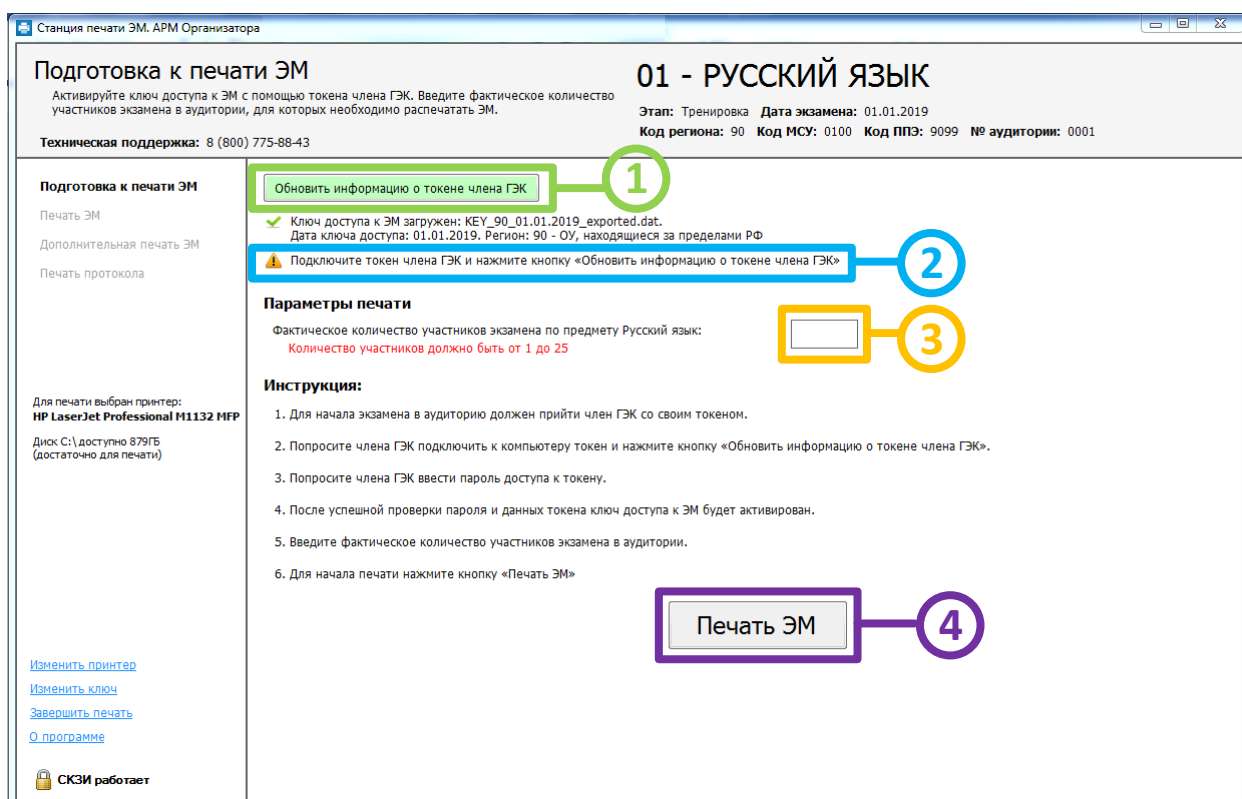 Станция печати ЭМ. АРМ Организатора
Подготовка к печати ЭМ
Активируйте ключ доступа к ЭМ с помощью токена члена ГЭК. Введите фактическое количество
участников экзамена в аудитории, для которых необходимо распечатать ЭМ.
Техническая поддержка: 8 (800) 775-88-43
01 - РУССКИЙ ЯЗЫК
Этап: Тренировка Дата экзамена: 01.01.2019
Код региона: 90 Код МСУ: 0100 Код ППЭ: 9099 № аудитории: 0001
Подготовка к печати ЭМ
Печать ЭМ
Дополнительная печать ЭМ
Печать протокола
Для печати выбран принтер:
HP LaserJet Professional M1132 MFP
Диск C:\ доступно 879ГБ
(достаточно для печати)
Изменить принтер
Изменить ключ
Завершить печать
О программе
СКЗИ работает
Обновить информацию о токене члена ГЭК
1
Ключ доступа к ЭМ загружен: KEY_90_01.01.2019_exported.dat.
Дата ключа доступа: 01.01.2019. Регион: 90 - ОУ, находящиеся за пределами РФ
Подключите токен члена ГЭК и нажмите кнопку «Обновить информацию о токене члена ГЭК»
2
Параметры печати
Фактическое количество участников экзамена по предмету Русский язык:
Количество участников должно быть от 1 до 25
3
Инструкция:
1. Для начала экзамена в аудиторию должен прийти член ГЭК со своим токеном.
2. Попросите члена ГЭК подключить к компьютеру токен и нажмите кнопку «Обновить информацию о токене члена ГЭК».
3. Попросите члена ГЭК ввести пароль доступа к токену.
4. После успешной проверки пароля и данных токена ключ доступа к ЭМ будет активирован.
5. Введите фактическое количество участников экзамена в аудитории.
6. Для начала печати нажмите кнопку «Печать ЭМ»
Печать ЭМ
4